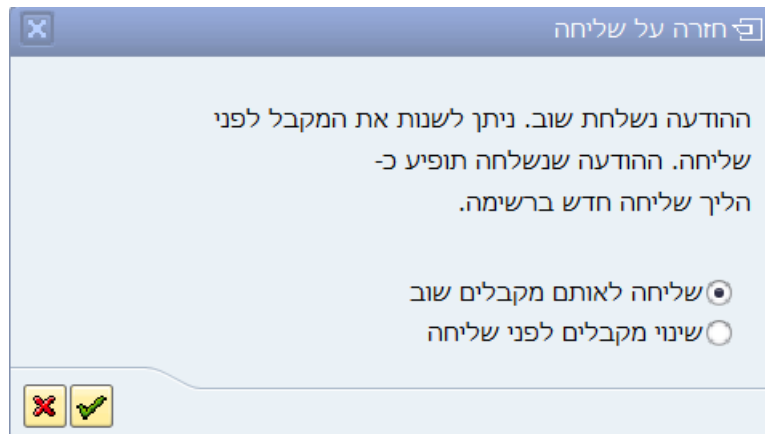 חזרה על שליחה
ההודעה נשלחת שוב. ניתן לשנות את המקבל לפני
שליחה. ההודעה שנשלחה תופיע כ-
הליך שליחה חדש ברשימה.
שליחה לאותם מקבלים שוב
שינוי מקבלים לפני שליחה